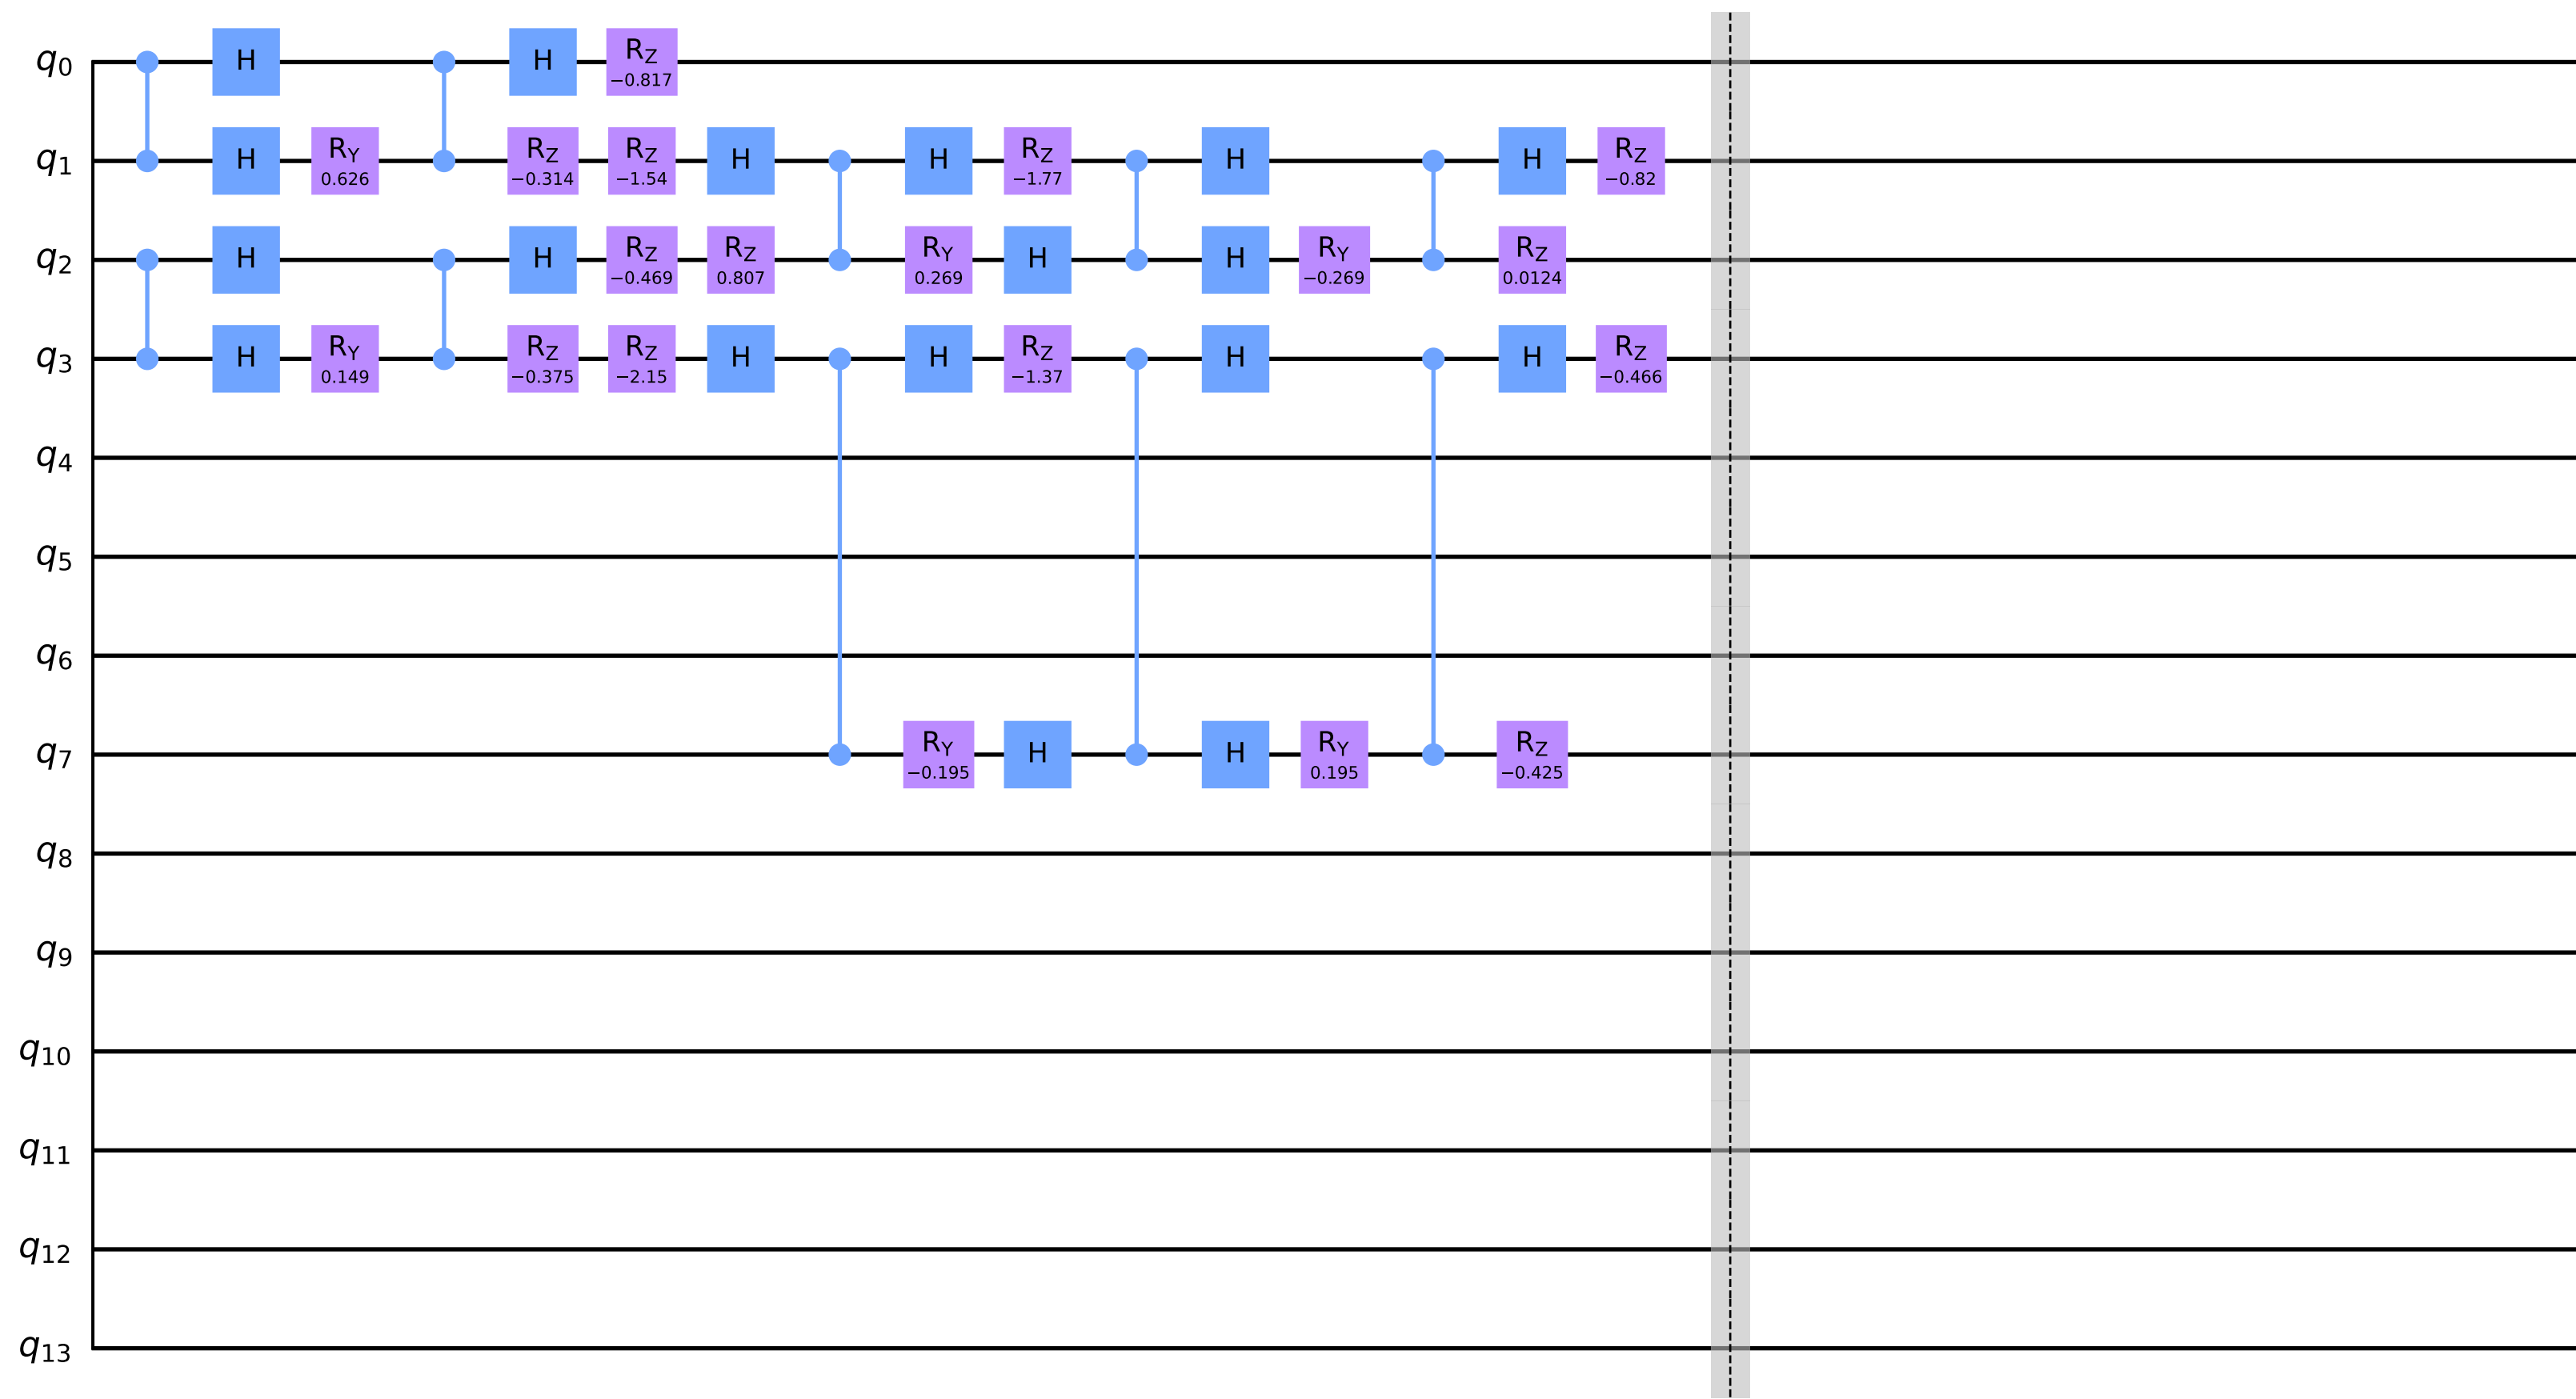 q0 H H RZ −0.817
q1 H RY 0.626 RZ −0.314 RZ −1.54 H H RZ −1.77 H H RZ −0.82
q2 H H RZ −0.469 RZ 0.807 RY 0.269 H H RY −0.269 RZ 0.0124
q3 H RY 0.149 RZ −0.375 RZ −2.15 H H RZ −1.37 H H RZ −0.466
q4
q5
q6
q7 RY −0.195 H H RY 0.195 RZ −0.425
q8
q9
q10
q11
q12
q13